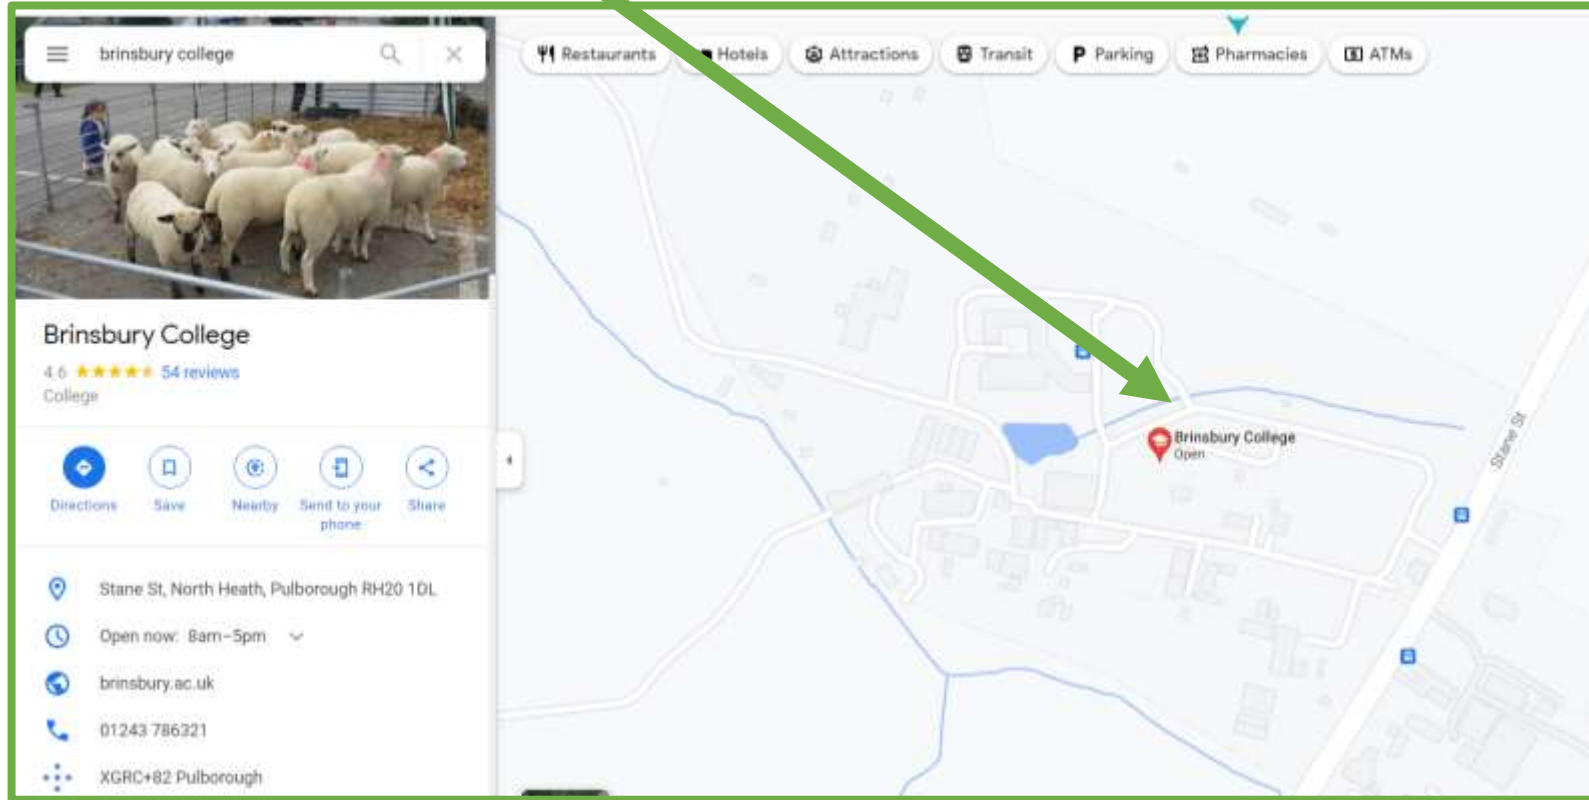 brinsbury college
Restaurants
Hotels
Attractions
Transit
Parking
Pharmacies
ATMs
Brinsbury College
4.6 54 reviews
College
Directions
Save
Nearby
Send to your
phone
Share
Stane St, North Heath, Pulborough RH20 1DL
Open now: 8am–5pm
brinsbury.ac.uk
01243 786321
XGRC+82 Pulborough
Brinsbury College
Open
Stane St